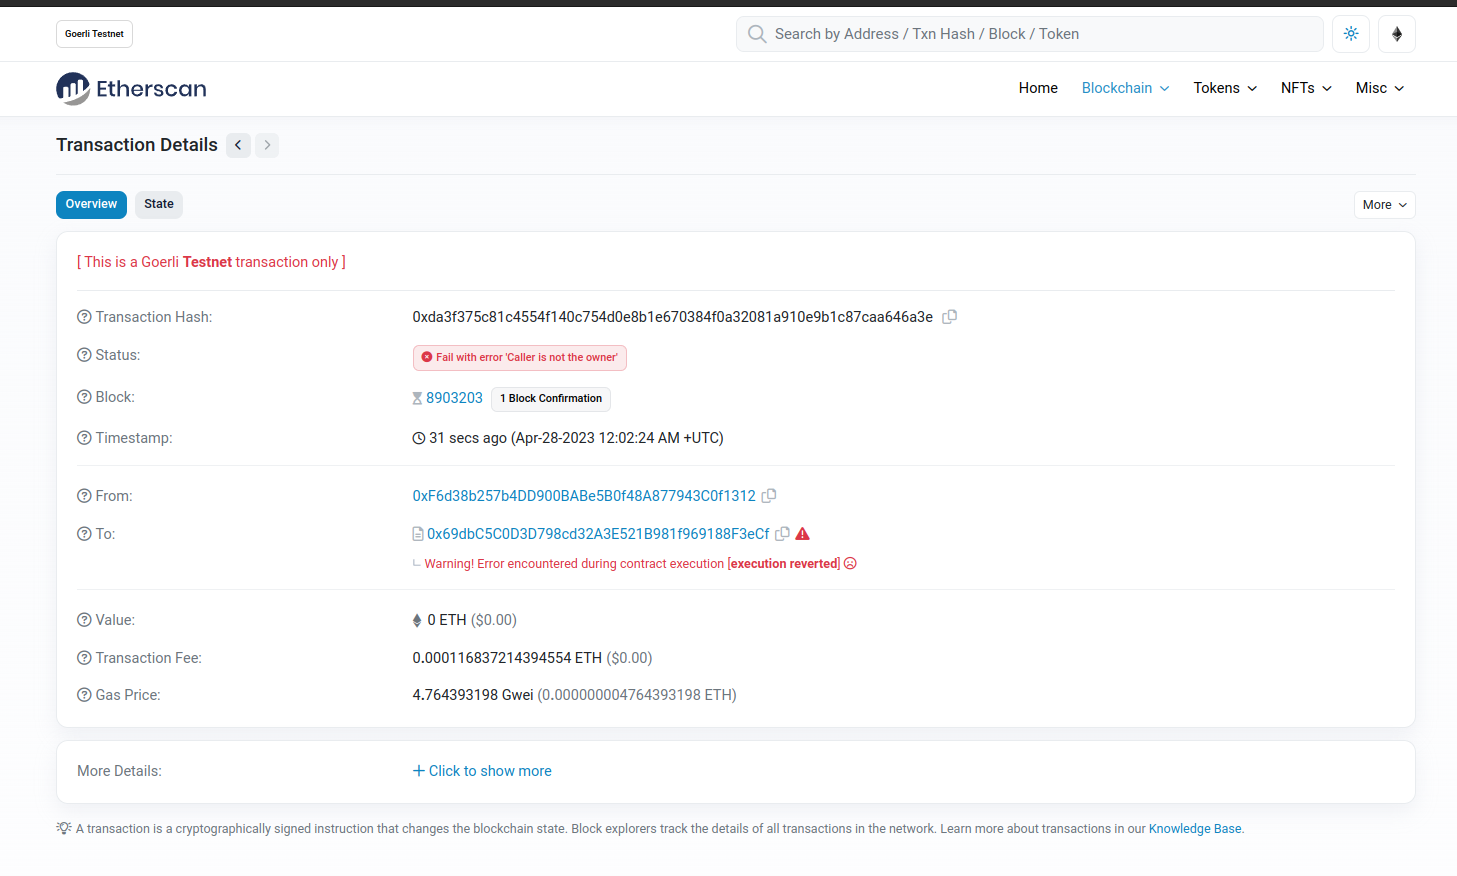 Goerli Testnet
Search by Address / Txn Hash / Block / Token
Etherscan
Home Blockchain Tokens NFTs Misc
Transaction Details
Overview State More
[ This is a Goerli Testnet transaction only ]
Transaction Hash: 0xda3f375c81c4554f140c754d0e8b1e670384f0a32081a910e9b1c87caa646a3e
Status: Fail with error 'Caller is not the owner'
Block: 8903203 1 Block Confirmation
Timestamp: 31 secs ago (Apr-28-2023 12:02:24 AM +UTC)
From: 0xF6d38b257b4DD900BABe5B0f48A877943C0f1312
To: 0x69dbC5C0D3D798cd32A3E521B981f969188F3eCf
Warning! Error encountered during contract execution [execution reverted]
Value: 0 ETH ($0.00)
Transaction Fee: 0.000116837214394554 ETH ($0.00)
Gas Price: 4.764393198 Gwei (0.000000004764393198 ETH)
More Details: Click to show more
A transaction is a cryptographically signed instruction that changes the blockchain state. Block explorers track the details of all transactions in the network. Learn more about transactions in our Knowledge Base.